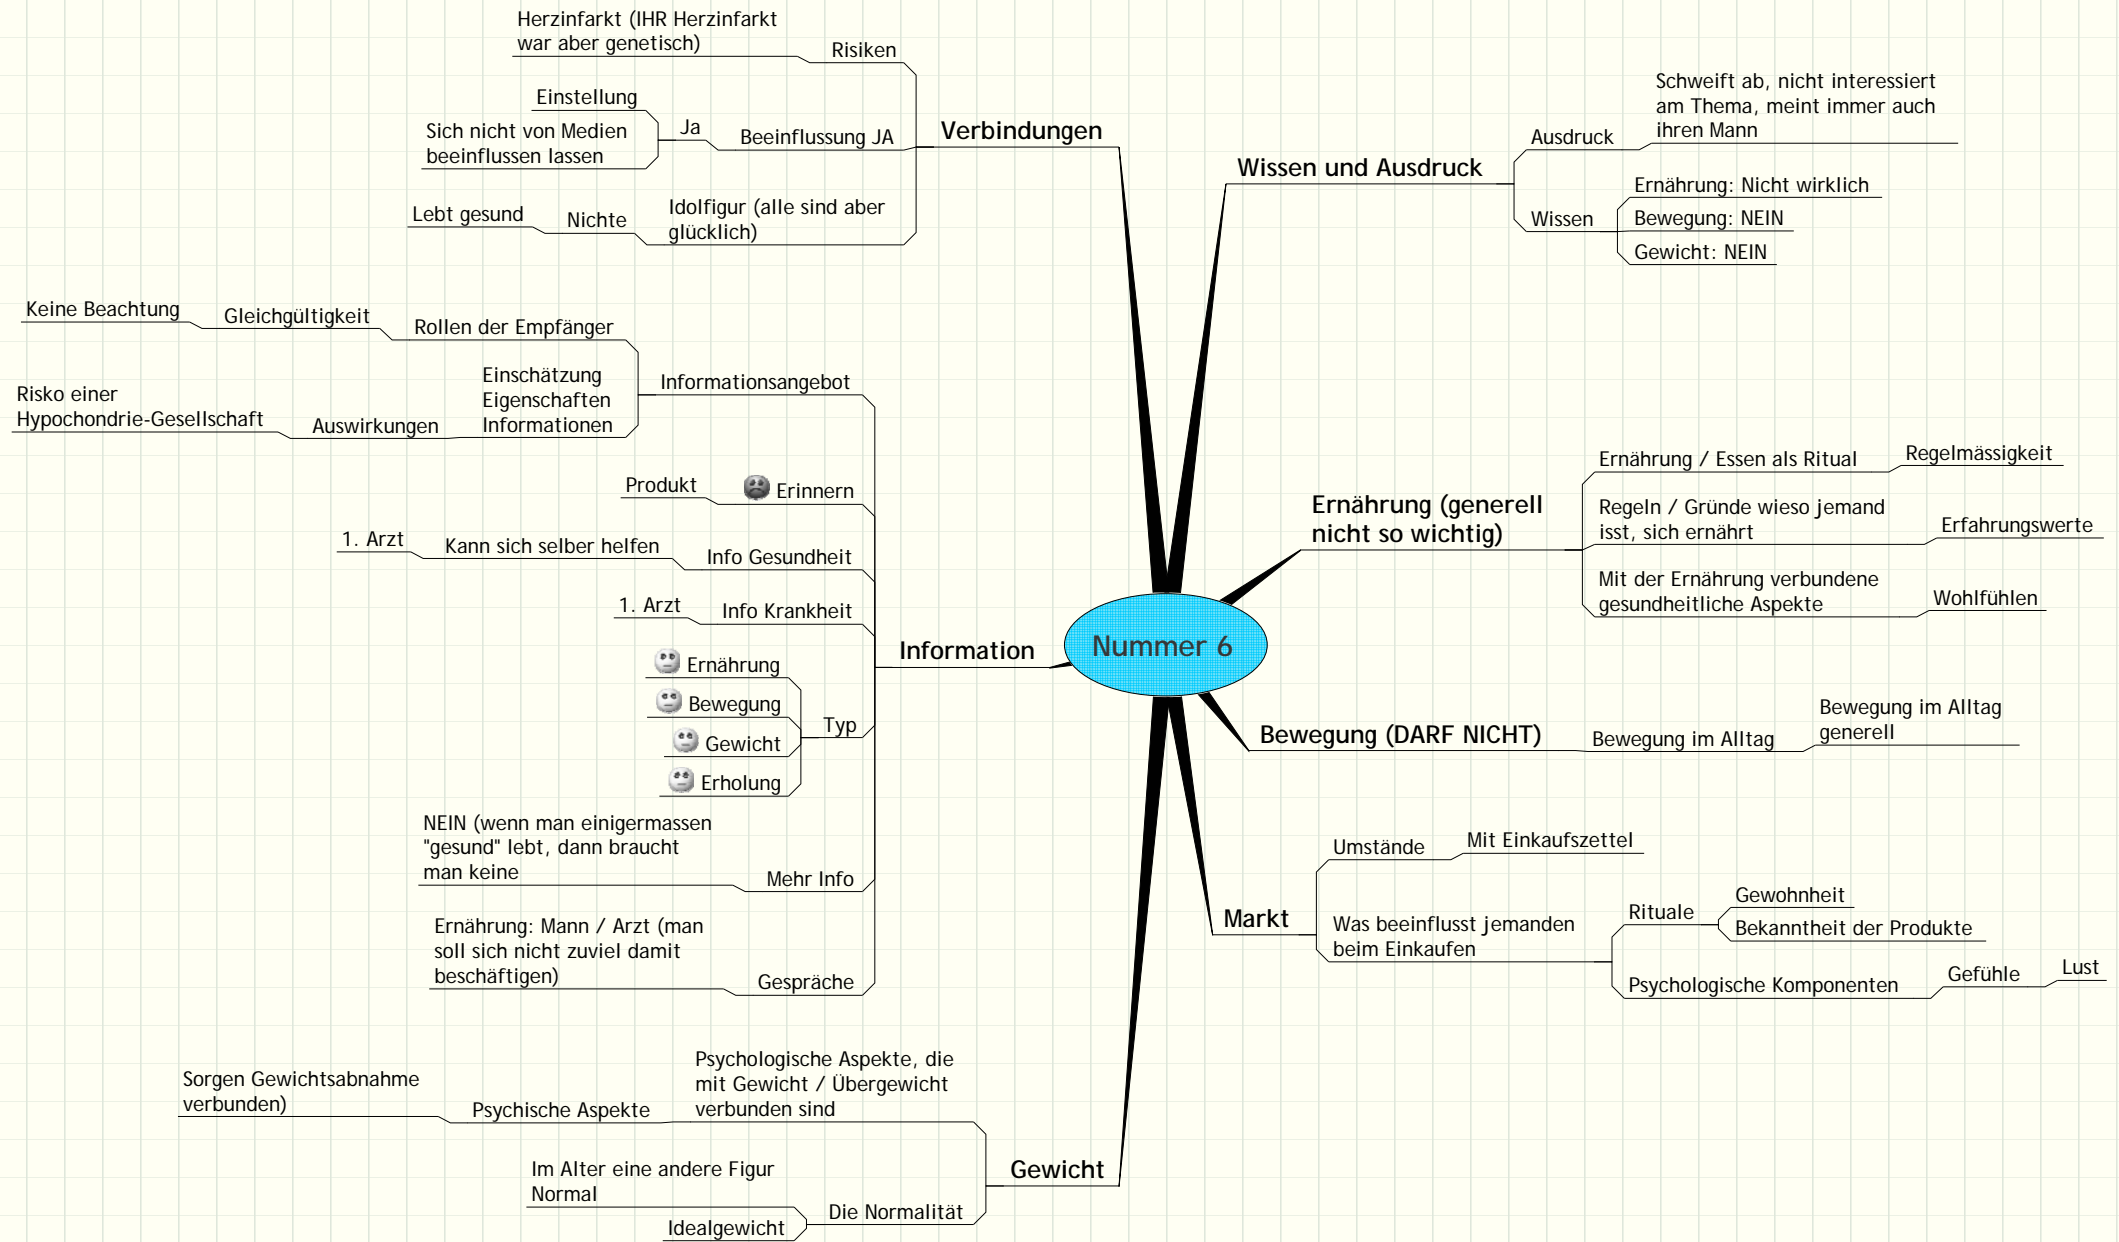 Herzinfarkt (IHR Herzinfarkt
war aber genetisch)
Risiken
Einstellung
Sich nicht von Medien
beeinflussen lassen
Ja
Beeinflussung JA
Verbindungen
Lebt gesund
Nichte
Idolfigur (alle sind aber
glücklich)
Wissen und Ausdruck
Ausdruck
Schweift ab, nicht interessiert
am Thema, meint immer auch
ihren Mann
Wissen
Ernährung: Nicht wirklich
Bewegung: NEIN
Gewicht: NEIN
Keine Beachtung
Gleichgültigkeit
Rollen der Empfänger
Risko einer
Hypochondrie-Gesellschaft
Auswirkungen
Einschätzung
Eigenschaften
Informationen
Informationsangebot
Produkt
Erinnern
1. Arzt
Kann sich selber helfen
Info Gesundheit
1. Arzt
Info Krankheit
Ernährung
Bewegung
Gewicht
Erholung
Typ
Information
NEIN (wenn man einigermassen
"gesund" lebt, dann braucht
man keine
Mehr Info
Ernährung: Mann / Arzt (man
soll sich nicht zuviel damit
beschäftigen)
Gespräche
Nummer 6
Ernährung (generell
nicht so wichtig)
Ernährung / Essen als Ritual
Regelmässigkeit
Regeln / Gründe wieso jemand
isst, sich ernährt
Erfahrungswerte
Mit der Ernährung verbundene
gesundheitliche Aspekte
Wohlfühlen
Bewegung (DARF NICHT)
Bewegung im Alltag
Bewegung im Alltag
generell
Markt
Umstände
Mit Einkaufszettel
Was beeinflusst jemanden
beim Einkaufen
Rituale
Gewohnheit
Bekanntheit der Produkte
Psychologische Komponenten
Gefühle
Lust
Sorgen Gewichtsabnahme
verbunden)
Psychische Aspekte
Psychologische Aspekte, die
mit Gewicht / Übergewicht
verbunden sind
Gewicht
Im Alter eine andere Figur
Normal
Idealgewicht
Die Normalität